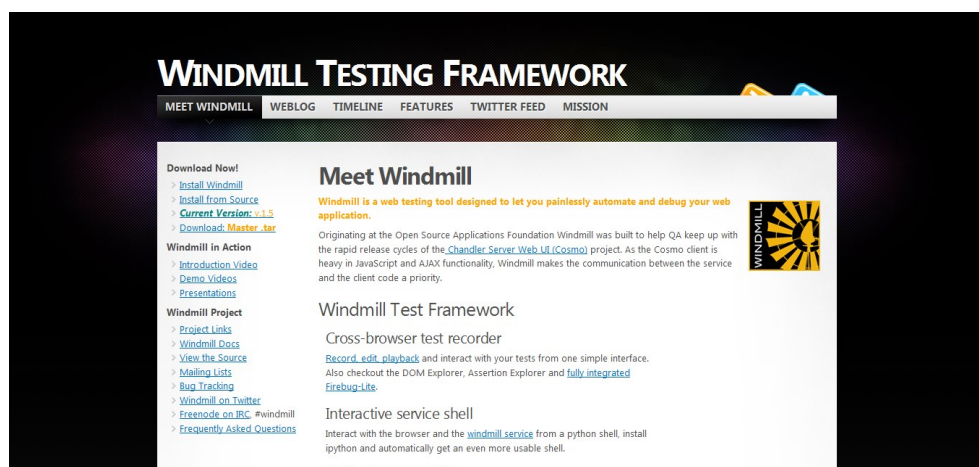 WINDMILL TESTING FRAMEWORK
MEET WINDMILL WEBLOG TIMELINE FEATURES TWITTER FEED MISSION
Download Now!
> Install Windmill
> Install from Source
> Current Version: v.1.5
> Download: Master .tar
Windmill in Action
> Introduction Video
> Demo Videos
> Presentations
Windmill Project
> Project Links
> Windmill Docs
> View the Source
> Mailing Lists
> Bug Tracking
> Windmill on Twitter
> Freenode on IRC, #windmill
> Frequently Asked Questions
Meet Windmill
Windmill is a web testing tool designed to let you painlessly automate and debug your web
application.
Originating at the Open Source Applications Foundation Windmill was built to help QA keep up with
the rapid release cycles of the Chandler Server Web UI (Cosmo) project. As the Cosmo client is
heavy in JavaScript and AJAX functionality, Windmill makes the communication between the service
and the client code a priority.
WINDMILL
Windmill Test Framework
Cross-browser test recorder
Record, edit, playback and interact with your tests from one simple interface.
Also checkout the DOM Explorer, Assertion Explorer and fully integrated
Firebug-Lite.
Interactive service shell
Interact with the browser and the windmill service from a python shell, install
ipython and automatically get an even more usable shell.